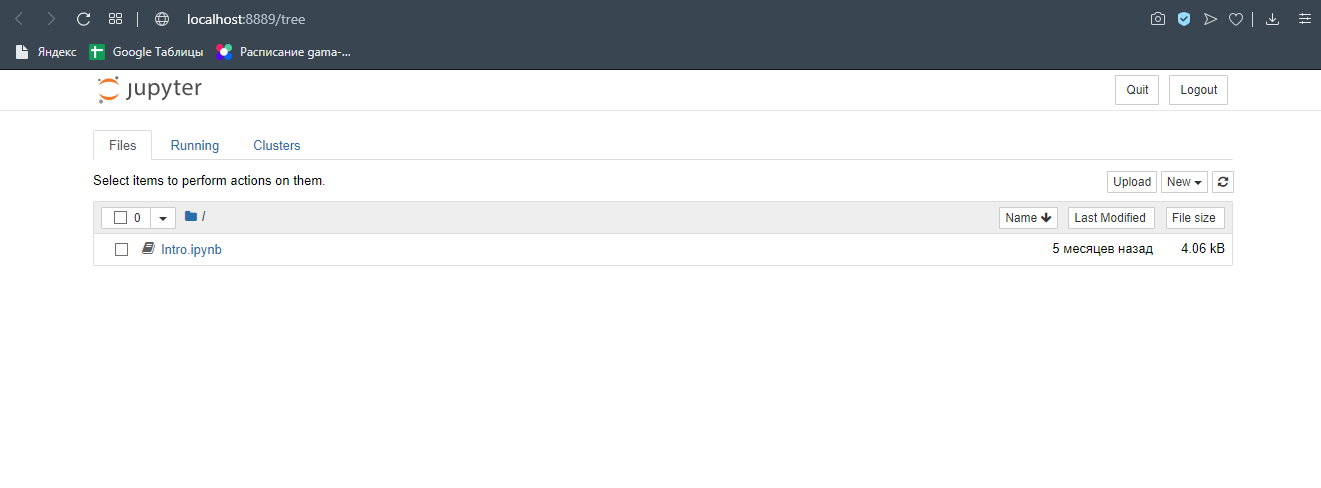 localhost:8889/tree
Яндекс Google Таблицы Расписание gama-...
jupyter Quit Logout
Files Running Clusters
Select items to perform actions on them. Upload New
0 / Name Last Modified File size
Intro.ipynb 5 месяцев назад 4.06 kB